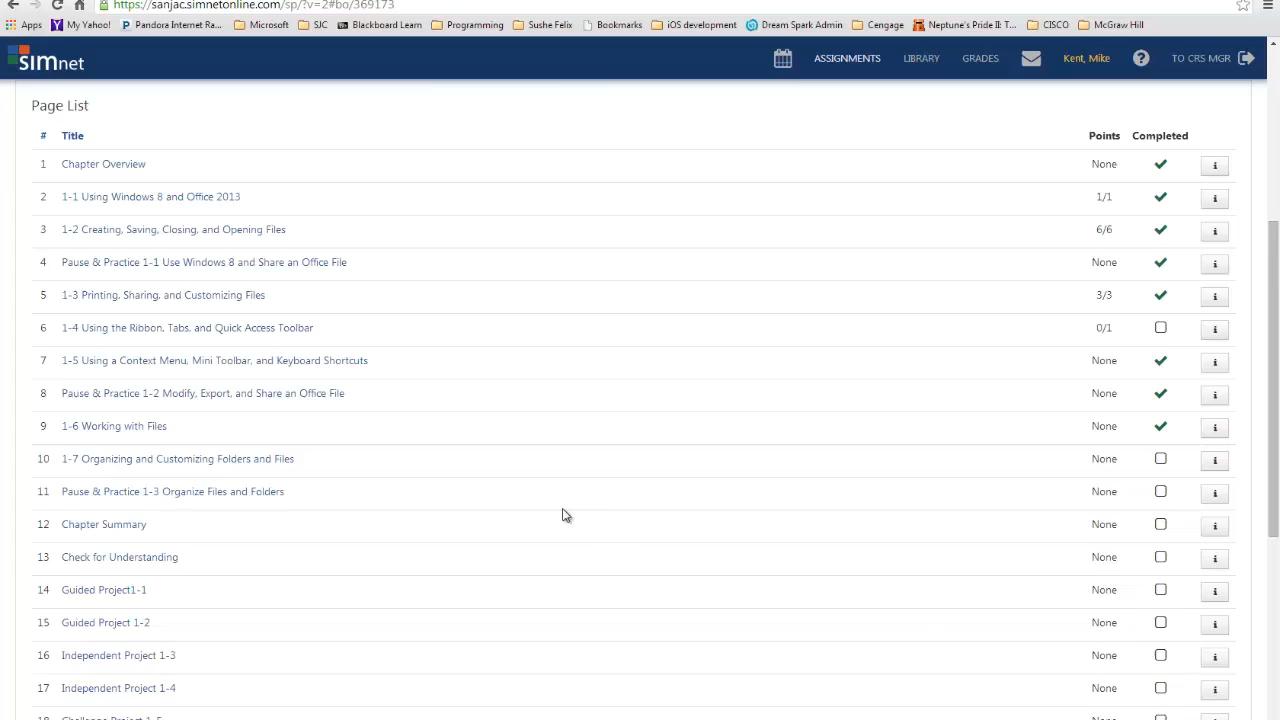 https://sanjac.simnetonline.com/sp/?v=2#bo/369173
Apps Yahoo! My Yahoo! Pandora Internet Ra... Microsoft SJC Blackboard Learn Programming Sushe Felix Bookmarks iOS development Dream Spark Admin Cengage Neptune's Pride II: T... CISCO McGraw Hill
SIMnet ASSIGNMENTS LIBRARY GRADES Kent, Mike ? TO CRS MGR
Page List
# Title Points Completed
1 Chapter Overview None i
2 1-1 Using Windows 8 and Office 2013 1/1 i
3 1-2 Creating, Saving, Closing, and Opening Files 6/6 i
4 Pause & Practice 1-1 Use Windows 8 and Share an Office File None i
5 1-3 Printing, Sharing, and Customizing Files 3/3 i
6 1-4 Using the Ribbon, Tabs, and Quick Access Toolbar 0/1 i
7 1-5 Using a Context Menu, Mini Toolbar, and Keyboard Shortcuts None i
8 Pause & Practice 1-2 Modify, Export, and Share an Office File None i
9 1-6 Working with Files None i
10 1-7 Organizing and Customizing Folders and Files None i
11 Pause & Practice 1-3 Organize Files and Folders None i
12 Chapter Summary None i
13 Check for Understanding None i
14 Guided Project1-1 None i
15 Guided Project 1-2 None i
16 Independent Project 1-3 None i
17 Independent Project 1-4 None i
18 Challenge Project 1-5 None